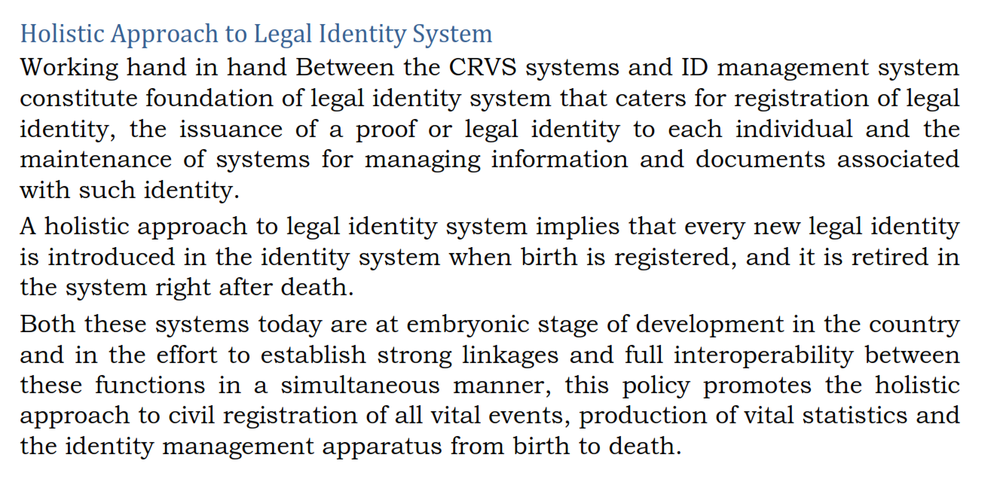 Holistic Approach to Legal Identity System
Working hand in hand Between the CRVS systems and ID management system
constitute foundation of legal identity system that caters for registration of legal
identity, the issuance of a proof or legal identity to each individual and the
maintenance of systems for managing information and documents associated
with such identity.
A holistic approach to legal identity system implies that every new legal identity
is introduced in the identity system when birth is registered, and it is retired in
the system right after death.
Both these systems today are at embryonic stage of development in the country
and in the effort to establish strong linkages and full interoperability between
these functions in a simultaneous manner, this policy promotes the holistic
approach to civil registration of all vital events, production of vital statistics and
the identity management apparatus from birth to death.